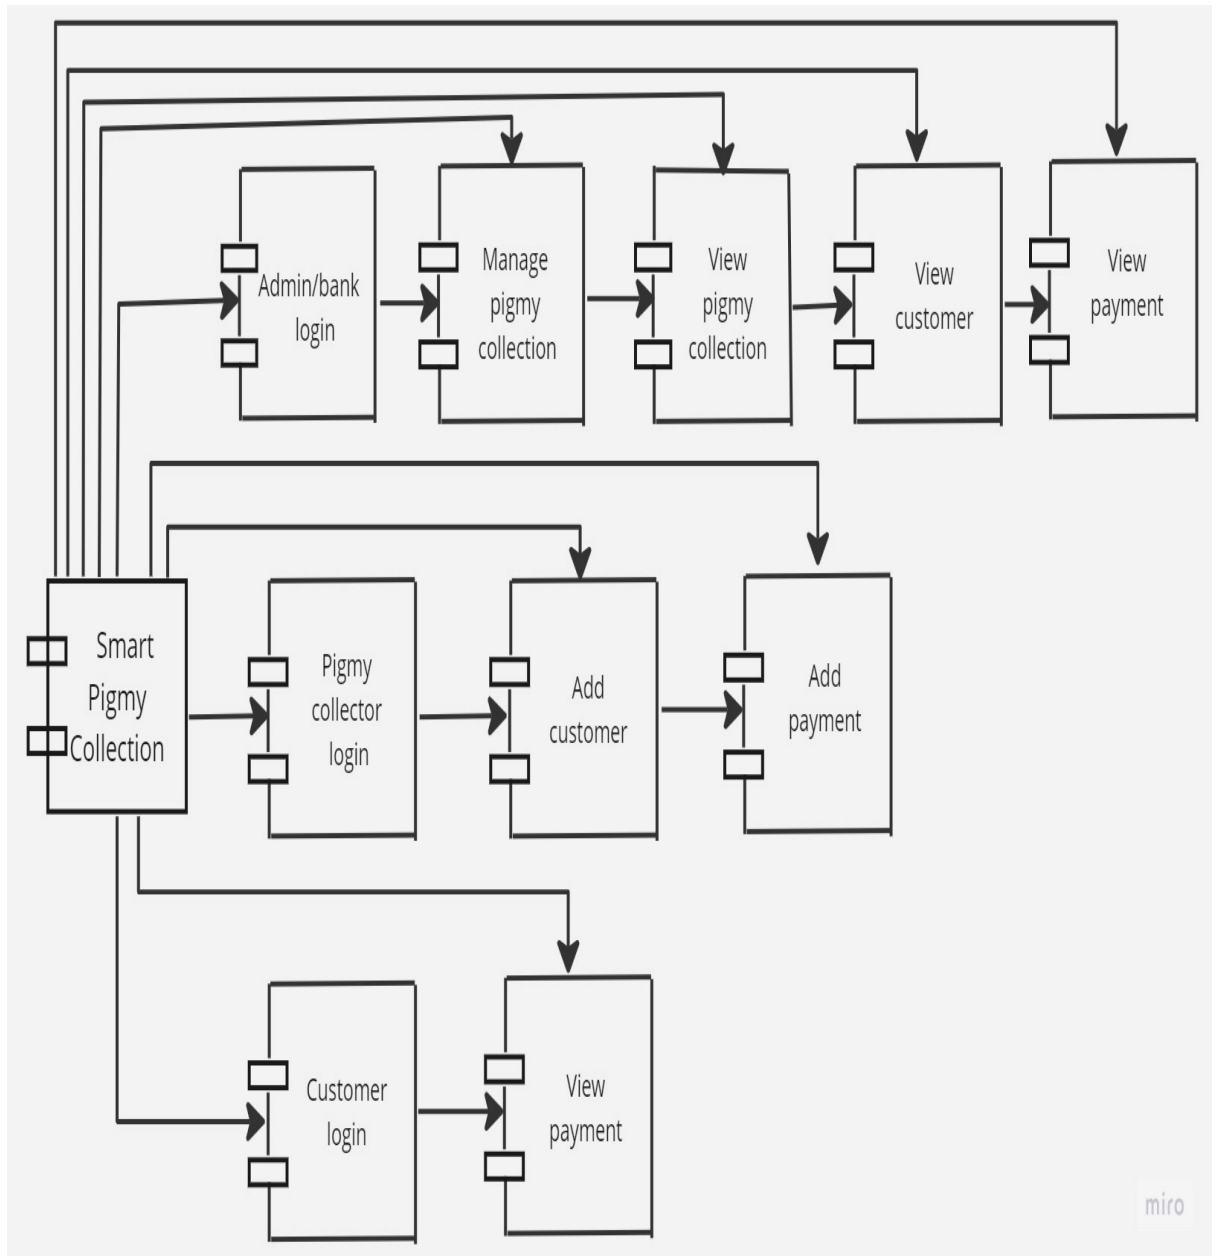 Admin/bank
login
Manage
pigmy
collection
View
pigmy
collection
View
customer
View
payment
Smart
Pigmy
Collection
Pigmy
collector
login
Add
customer
Add
payment
Customer
login
View
payment
miro